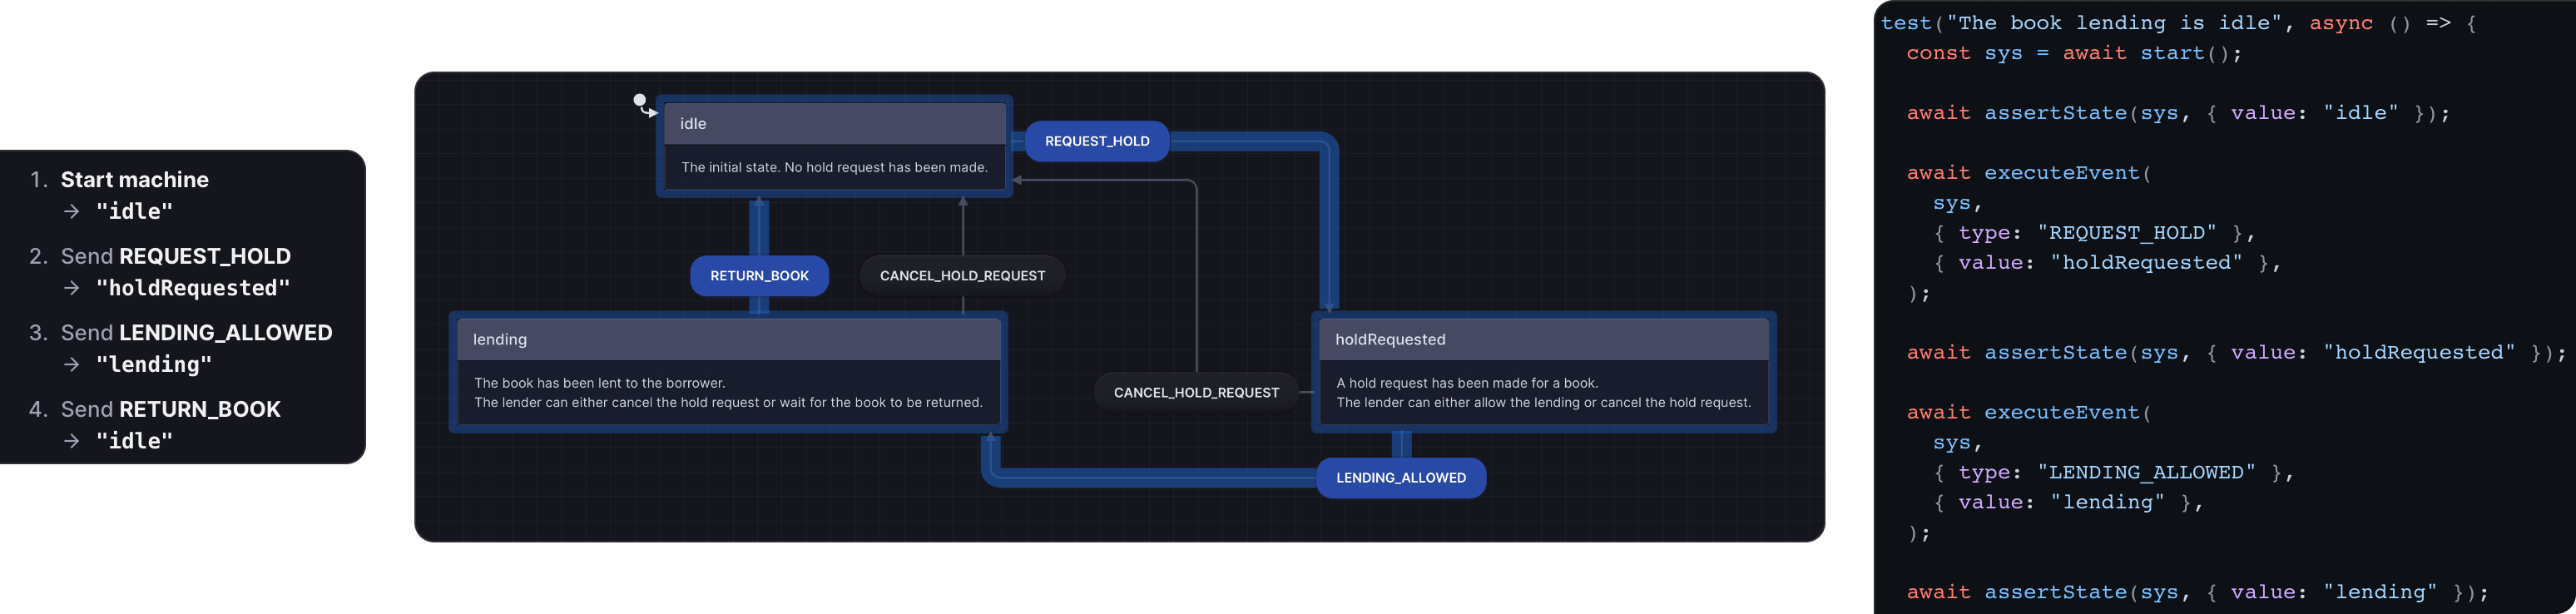 1. Start machine
→ "idle"
2. Send REQUEST_HOLD
→ "holdRequested"
3. Send LENDING_ALLOWED
→ "lending"
4. Send RETURN_BOOK
→ "idle"
idle
The initial state. No hold request has been made.
REQUEST_HOLD
RETURN_BOOK
CANCEL_HOLD_REQUEST
lending
The book has been lent to the borrower.
The lender can either cancel the hold request or wait for the book to be returned.
CANCEL_HOLD_REQUEST
holdRequested
A hold request has been made for a book.
The lender can either allow the lending or cancel the hold request.
LENDING_ALLOWED
test("The book lending is idle", async () => {
  const sys = await start();
  await assertState(sys, { value: "idle" });
  await executeEvent(
    sys,
    { type: "REQUEST_HOLD" },
    { value: "holdRequested" },
  );
  await assertState(sys, { value: "holdRequested" });
  await executeEvent(
    sys,
    { type: "LENDING_ALLOWED" },
    { value: "lending" },
  );
  await assertState(sys, { value: "lending" });